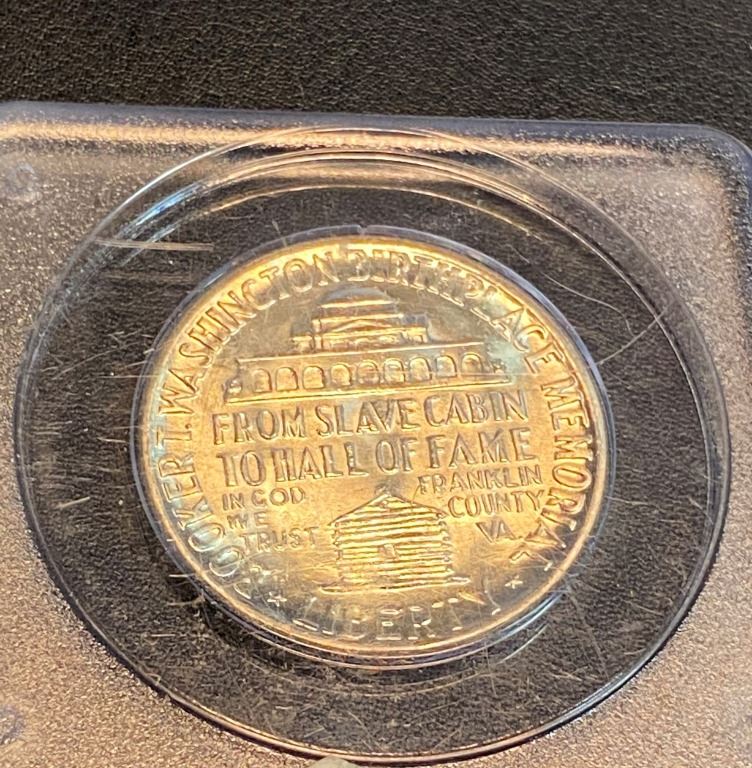 BOOKER T. WASHINGTON BIRTHPLACE MEMORIAL
FROM SLAVE CABIN
TO HALL OF FAME
IN GOD
WE
TRUST
FRANKLIN
COUNTY
VA.
LIBERTY